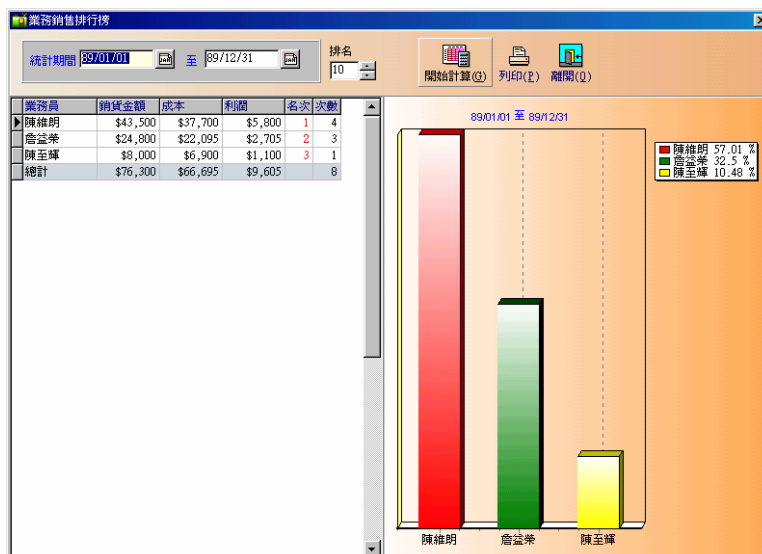 業務銷售排行榜
統計期間 89/01/01 至 89/12/31
排名
10
開始計算(G) 列印(P) 離開(Q)
業務員 銷貨金額 成本 利潤 名次 次數
陳維朗 $43,500 $37,700 $5,800 1 4
詹益榮 $24,800 $22,095 $2,705 2 3
陳至輝 $8,000 $6,900 $1,100 3 1
總計 $76,300 $66,695 $9,605 8
89/01/01 至 89/12/31
陳維朗 57.01 %
詹益榮 32.5 %
陳至輝 10.48 %
陳維朗 詹益榮 陳至輝